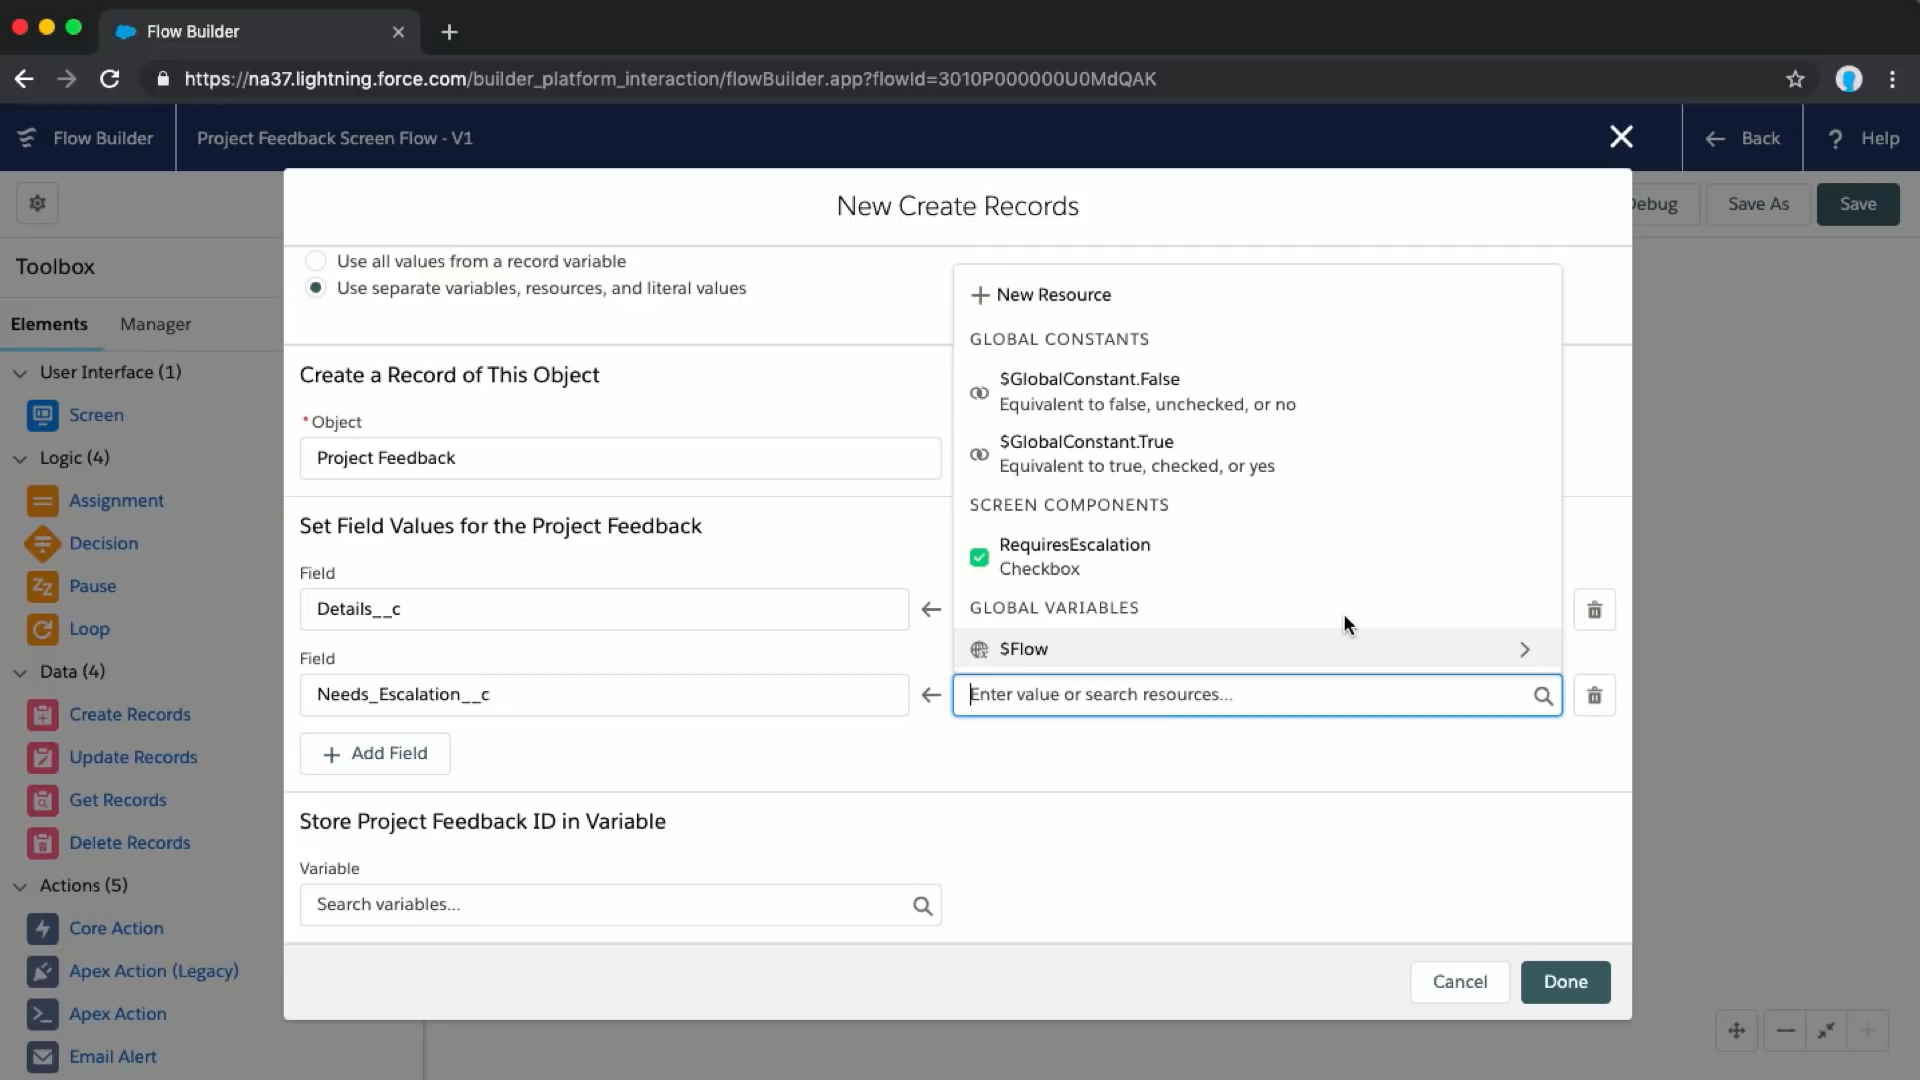 Flow Builder
https://na37.lightning.force.com/builder_platform_interaction/flowBuilder.app?flowId=3010P000000U0MdQAK
Flow Builder
Project Feedback Screen Flow - V1
Back
? Help
New Create Records
Debug
Save As
Save
Toolbox
Elements
Manager
User Interface (1)
Screen
Logic (4)
Assignment
Decision
Pause
Loop
Data (4)
Create Records
Update Records
Get Records
Delete Records
Actions (5)
Core Action
Apex Action (Legacy)
Apex Action
Email Alert
Use all values from a record variable
Use separate variables, resources, and literal values
Create a Record of This Object
* Object
Project Feedback
Set Field Values for the Project Feedback
Field
Details__c
Field
Needs_Escalation__c
+ Add Field
+ New Resource
GLOBAL CONSTANTS
$GlobalConstant.False
Equivalent to false, unchecked, or no
$GlobalConstant.True
Equivalent to true, checked, or yes
SCREEN COMPONENTS
RequiresEscalation
Checkbox
GLOBAL VARIABLES
$Flow
Enter value or search resources...
Store Project Feedback ID in Variable
Variable
Search variables...
Cancel
Done